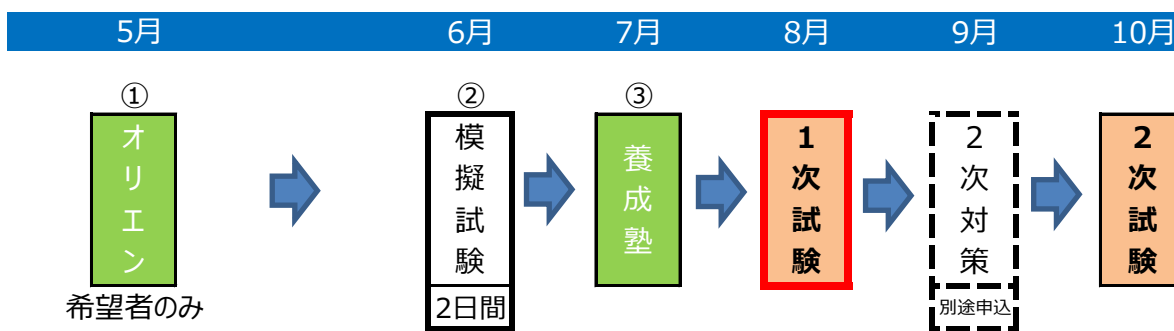 5月 6月 7月 8月 9月 10月
① ② ③
オリエン
模擬試験
養成塾
1次試験
2次対策
2次試験
希望者のみ
2日間
別途申込